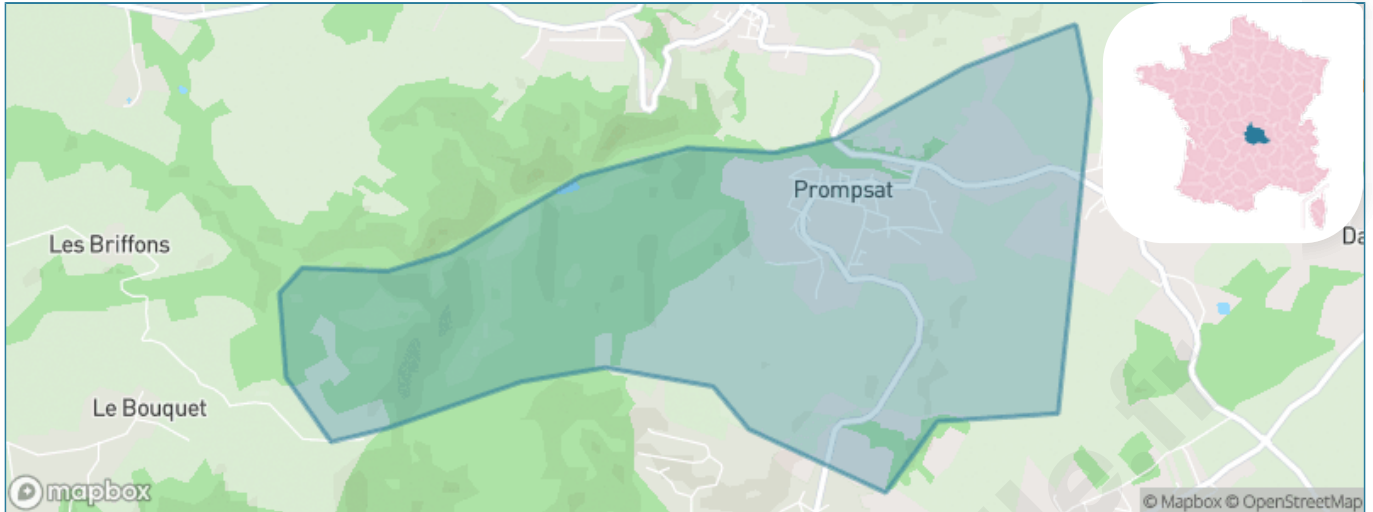 Prompsat
Les Briffons
Da
Le Bouquet
mapbox
© Mapbox © OpenStreetMap